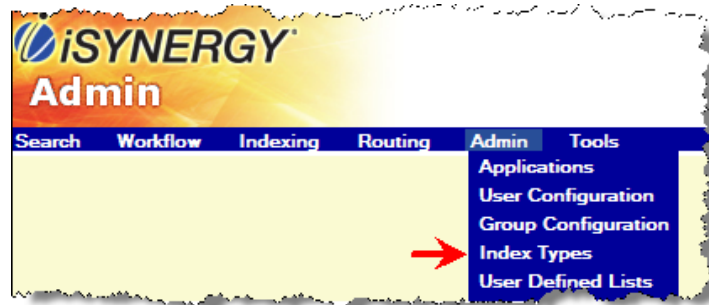 iSYNERGY
Admin
Search Workflow Indexing Routing Admin Tools
Applications
User Configuration
Group Configuration
Index Types
User Defined Lists